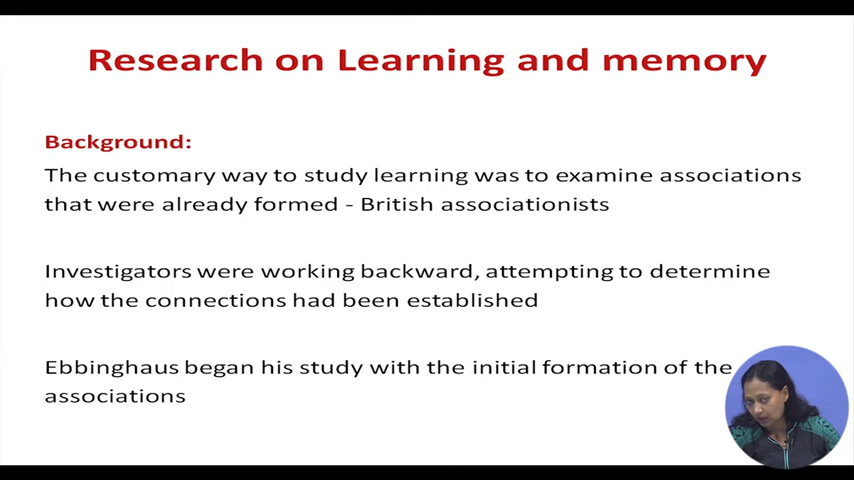 Research on Learning and memory
Background:
The customary way to study learning was to examine associations
that were already formed - British associationists
Investigators were working backward, attempting to determine
how the connections had been established
Ebbinghaus began his study with the initial formation of the
associations